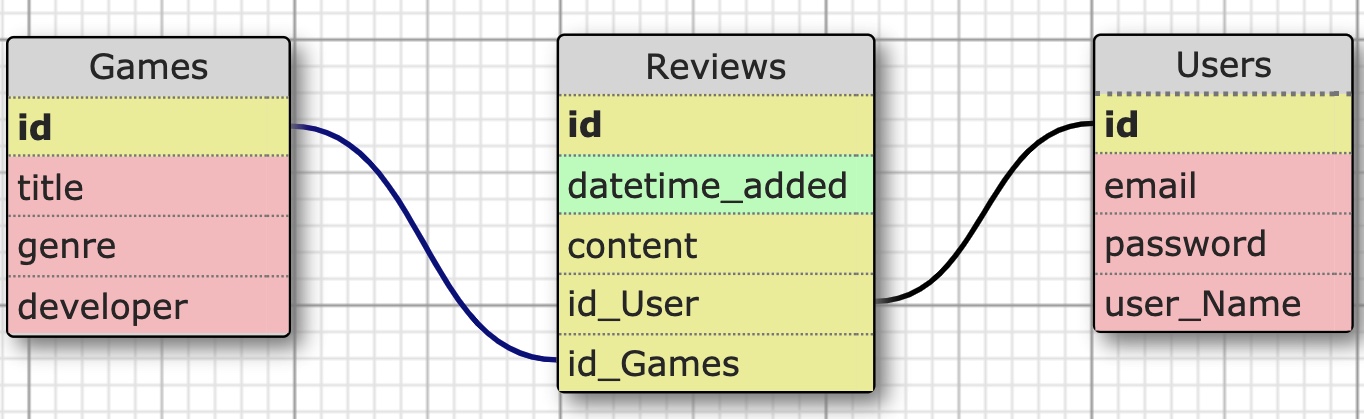 Games
id
title
genre
developer
Reviews
id
datetime_added
content
id_User
id_Games
Users
id
email
password
user_Name